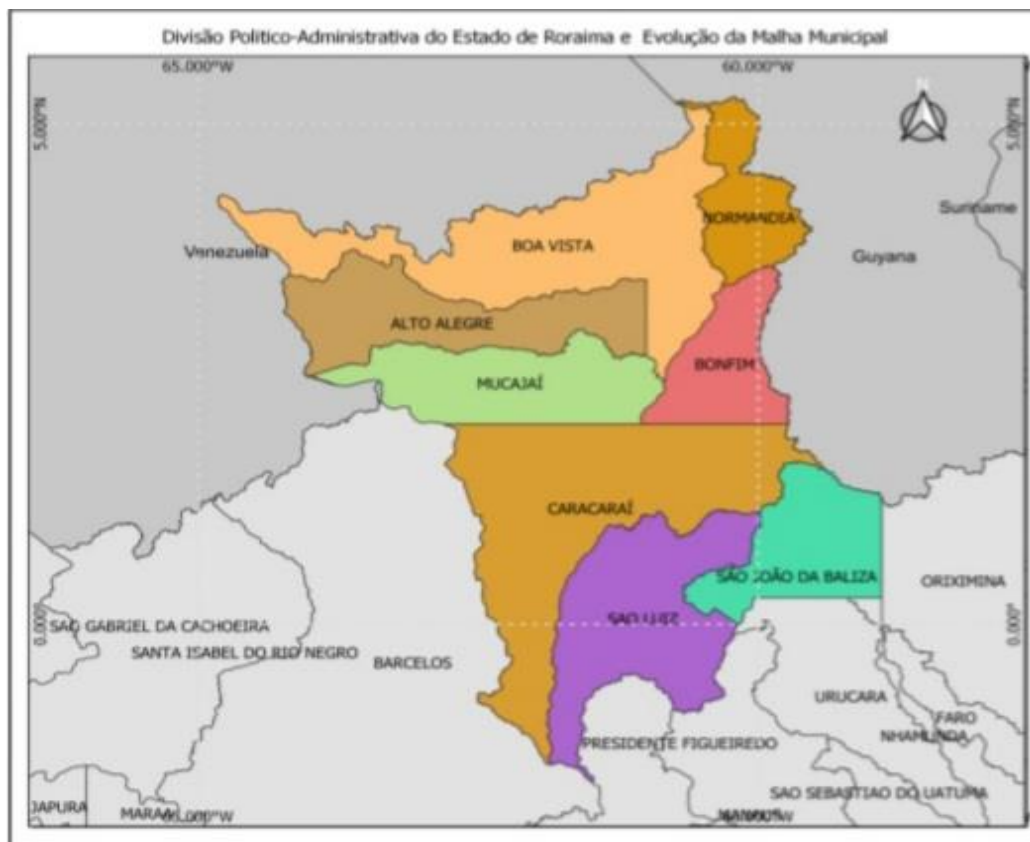 Divisão Politico-Administrativa do Estado de Roraima e Evolução da Malha Municipal
65.000°W 60.000°W
N
5.000°N 5.000°N
Suriname
NORMANDIA
Venezuela BOA VISTA Guyana
ALTO ALEGRE
BONFIM
MUCAJAÍ
CARACARAÍ
SÃO JOÃO DA BALIZA
ORIXIMINA
0.000° 0.000°
SAO LUIZ
SAO GABRIEL DA CACHOEIRA
SANTA ISABEL DO RIO NEGRO
BARCELOS
URUCARA
FARO
NHAMUNDA
PRESIDENTE FIGUEIREDO
SAO SEBASTIAO DO UATUMA
JAPURA MARAA
MANAUS